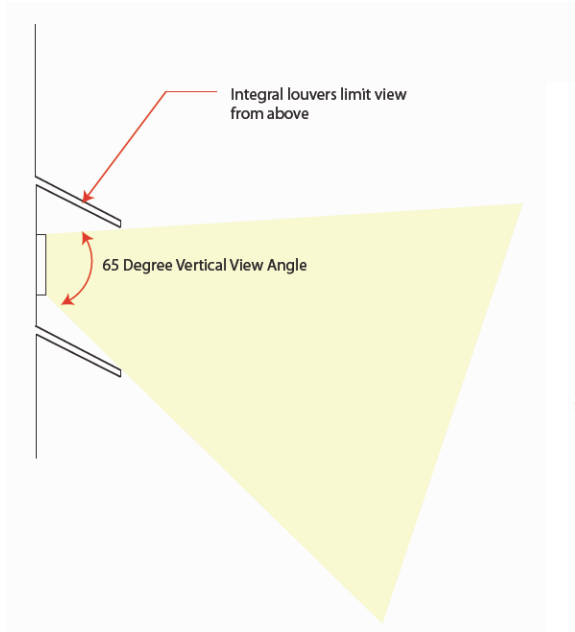 Integral louvers limit view
from above
65 Degree Vertical View Angle